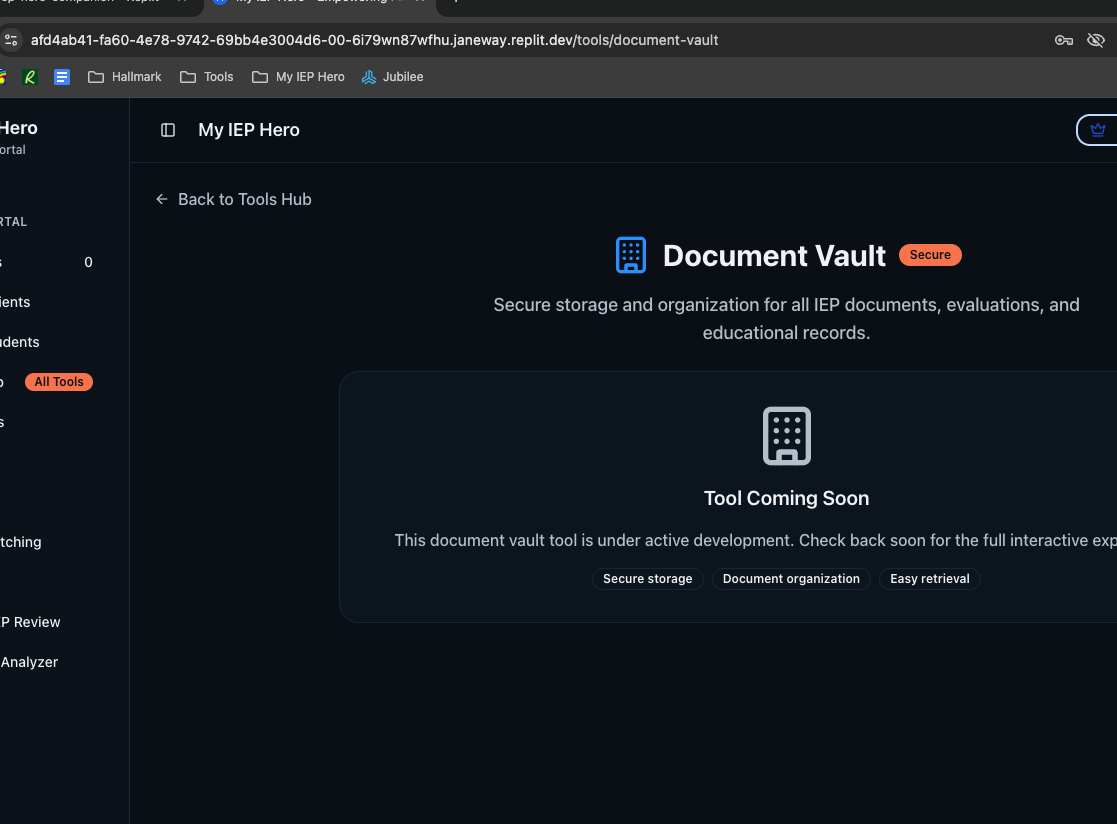 afd4ab41-fa60-4e78-9742-69bb4e3004d6-00-6i79wn87wfhu.janeway.replit.dev/tools/document-vault
Hallmark
Tools
My IEP Hero
Jubilee
Hero
ortal
My IEP Hero
Back to Tools Hub
RTAL
s 0
ients
udents
All Tools
s
tching
P Review
Analyzer
Document Vault
Secure
Secure storage and organization for all IEP documents, evaluations, and
educational records.
Tool Coming Soon
This document vault tool is under active development. Check back soon for the full interactive exp
Secure storage
Document organization
Easy retrieval